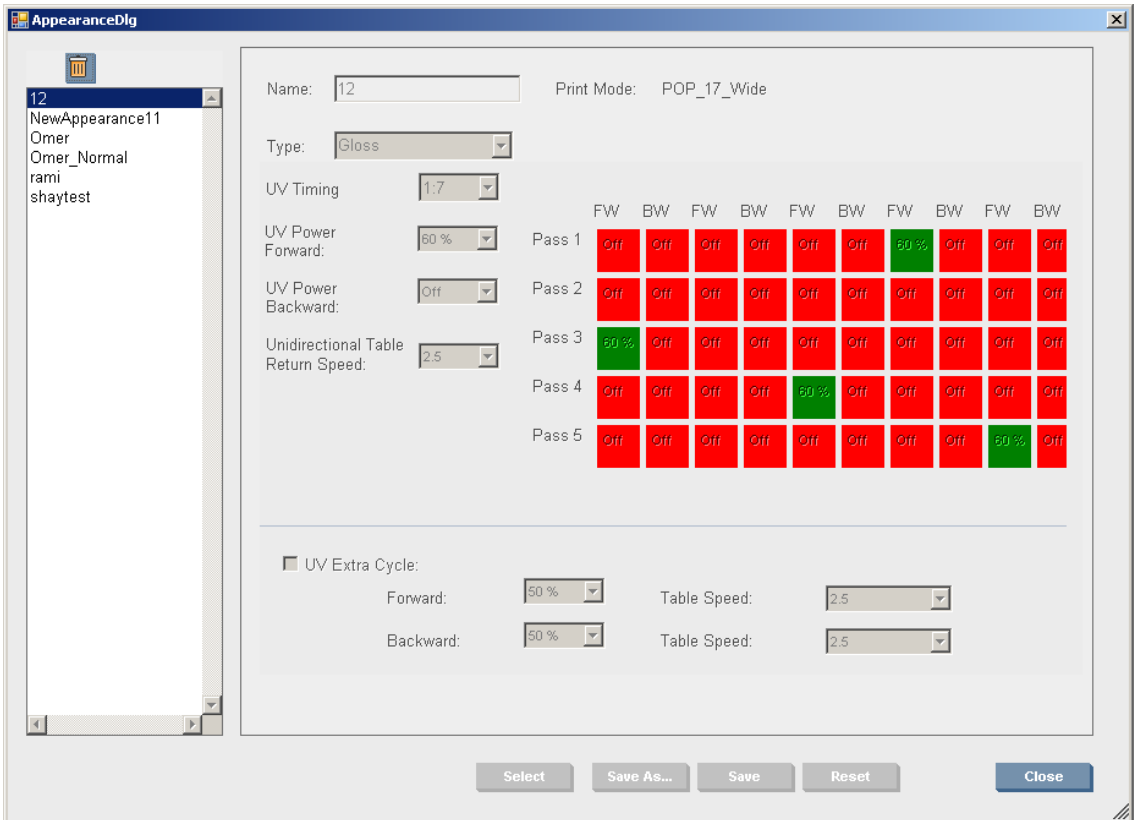 AppearanceDlg
12
NewAppearance11
Omer
Omer_Normal
rami
shaytest
Name: 12 Print Mode: POP_17_Wide
Type: Gloss
UV Timing 1:7
UV Power Forward: 60 %
UV Power Backward: Off
Unidirectional Table Return Speed: 2.5
FW BW FW BW FW BW FW BW FW BW
Pass 1 Off Off Off Off Off Off 60 % Off Off Off
Pass 2 Off Off Off Off Off Off Off Off Off Off
Pass 3 60 % Off Off Off Off Off Off Off Off Off
Pass 4 Off Off Off Off 60 % Off Off Off Off Off
Pass 5 Off Off Off Off Off Off Off Off 60 % Off
UV Extra Cycle:
Forward: 50 % Table Speed: 2.5
Backward: 50 % Table Speed: 2.5
Select Save As... Save Reset Close